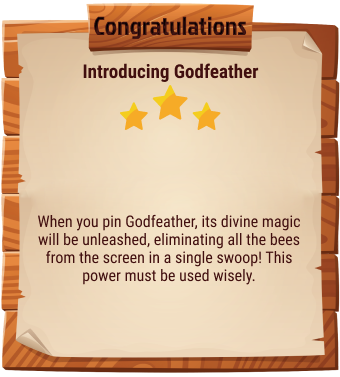 Congratulations
Introducing Godfeather
When you pin Godfeather, its divine magic
will be unleashed, eliminating all the bees
from the screen in a single swoop! This
power must be used wisely.